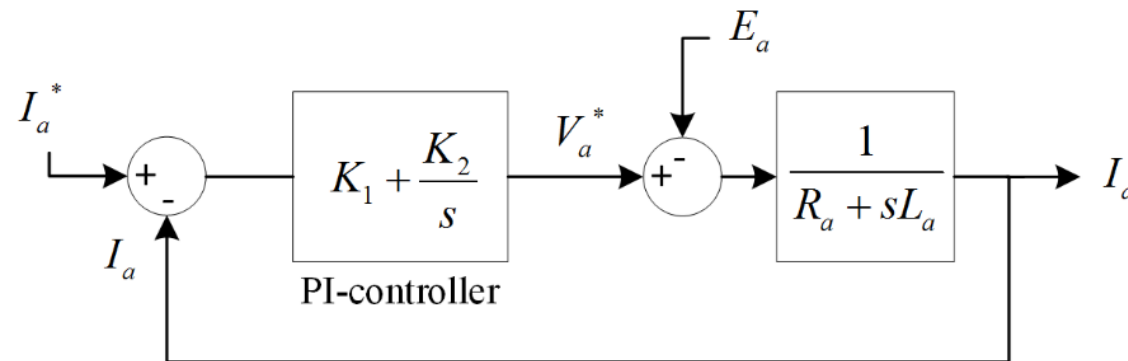 E_a
I_a^*
K_1 + K_2/s
V_a^*
1/(R_a + sL_a)
I_a
+
-
+
-
I_a
PI-controller